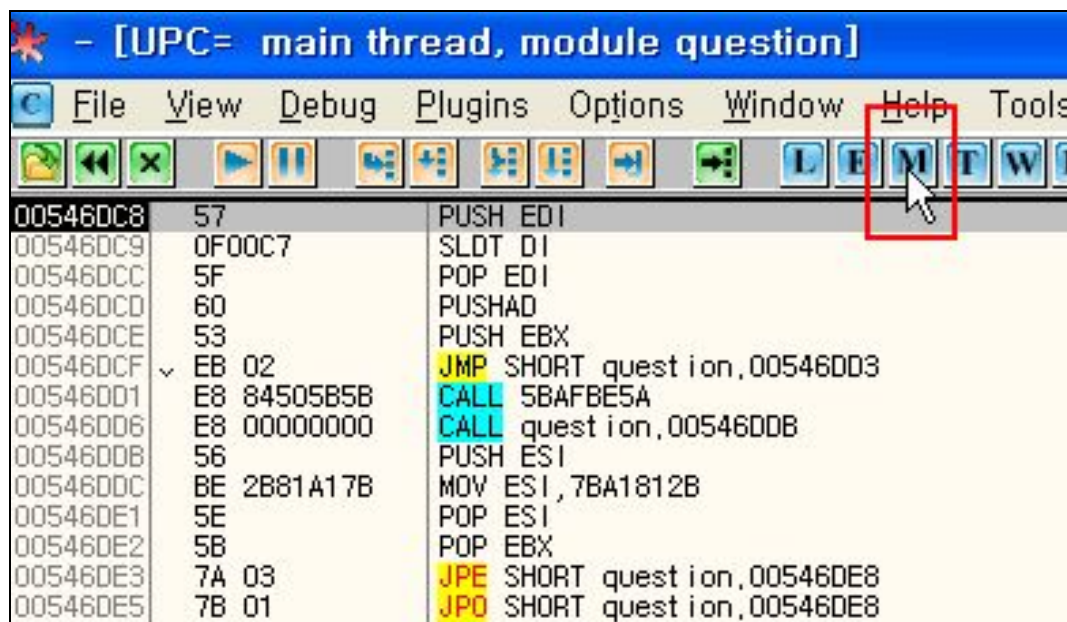 - [UPC= main thread, module question]
C File View Debug Plugins Options Window Help Tools
L E M T W
00546DC8 57 PUSH EDI
00546DC9 0F00C7 SLDT DI
00546DCC 5F POP EDI
00546DCD 60 PUSHAD
00546DCE 53 PUSH EBX
00546DCF EB 02 JMP SHORT question,00546DD3
00546DD1 E8 84505B5B CALL 5BAFBE5A
00546DD6 E8 00000000 CALL question,00546DDB
00546DDB 56 PUSH ESI
00546DDC BE 2B81A17B MOV ESI,7BA1812B
00546DE1 5E POP ESI
00546DE2 5B POP EBX
00546DE3 7A 03 JPE SHORT question,00546DE8
00546DE5 7B 01 JPO SHORT question,00546DE8